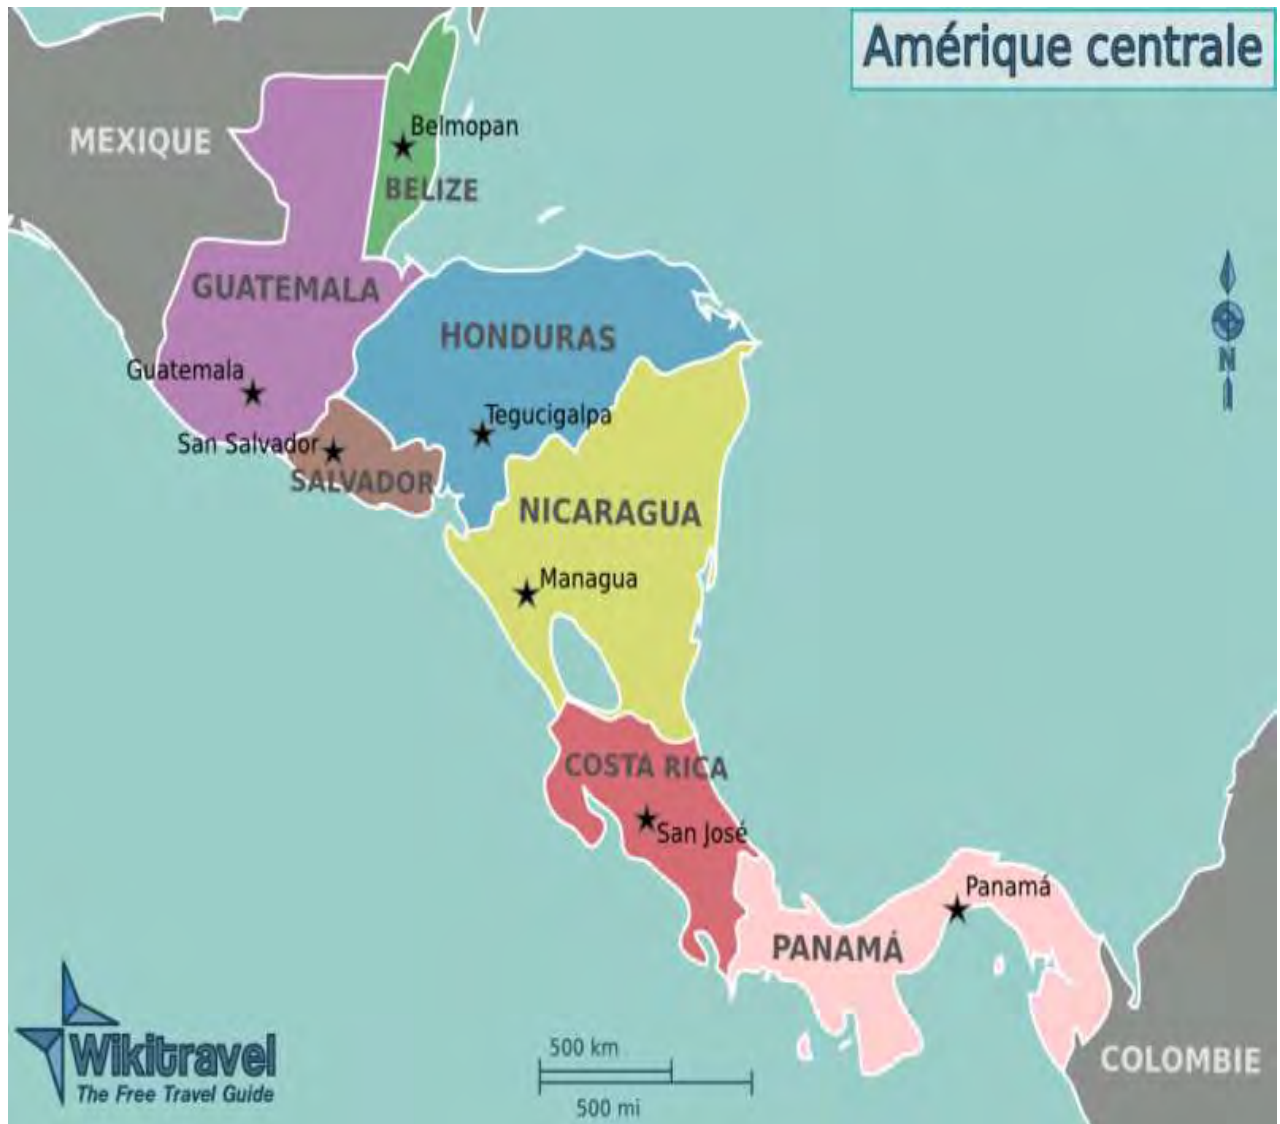 Amérique centrale
Belmopan
MEXIQUE
BELIZE
GUATEMALA
HONDURAS
Guatemala
Tegucigalpa
San Salvador
SALVADOR
NICARAGUA
Managua
COSTA RICA
San José
Panamá
PANAMÁ
N
500 km
500 mi
COLOMBIE
Wikitravel
The Free Travel Guide